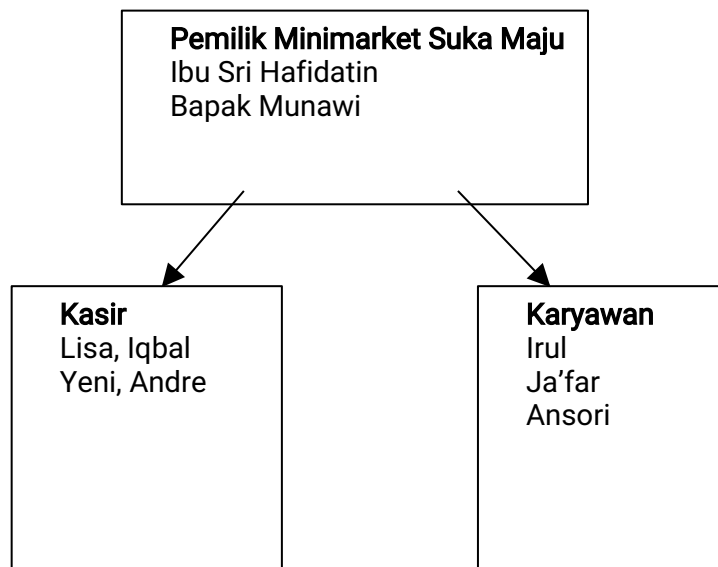 Pemilik Minimarket Suka Maju
Ibu Sri Hafidatin
Bapak Munawi
Kasir
Lisa, Iqbal
Yeni, Andre
Karyawan
Irul
Ja’far
Ansori